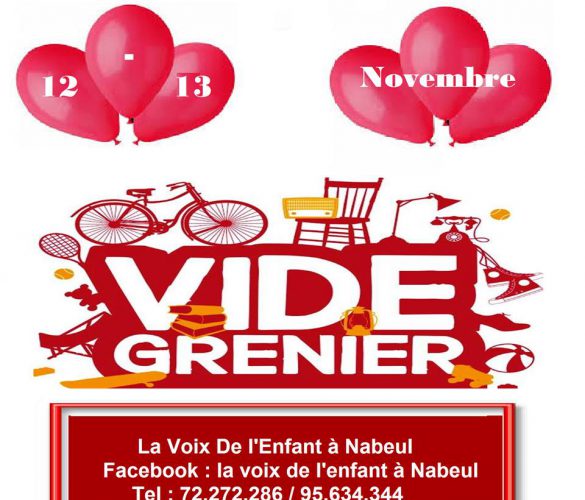 12 - 13
Novembre
VIDE
GRENIER
La Voix De l'Enfant à Nabeul
Facebook : la voix de l'enfant à Nabeul
Tel : 72.272.286 / 95.634.344